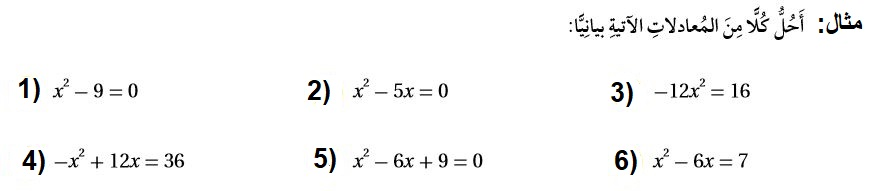 مثال: أَحُلُّ كُلًّا مِنَ المُعادلاتِ الآتيةِ بيانيًّا:
1) x² – 9 = 0 2) x² – 5x = 0 3) –12x² = 16
4) –x² + 12x = 36 5) x² – 6x + 9 = 0 6) x² – 6x = 7